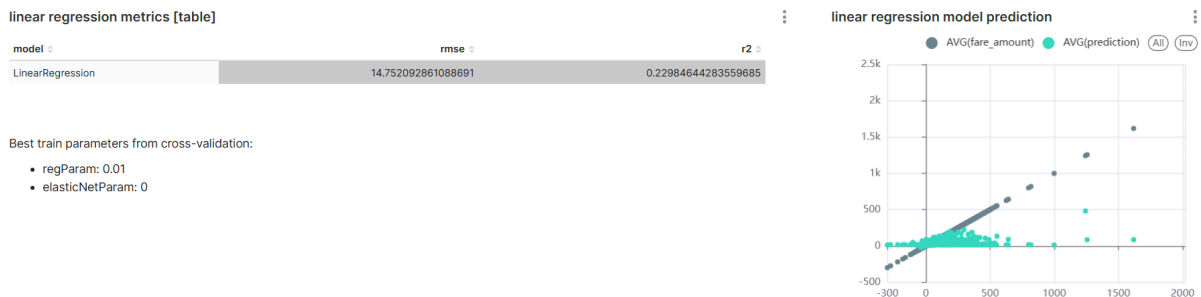 linear regression metrics [table]
model rmse r2
LinearRegression 14.752092861088691 0.22984644283559685
Best train parameters from cross-validation:
• regParam: 0.01
• elasticNetParam: 0
linear regression model prediction
AVG(fare_amount) AVG(prediction) All Inv
2.5k
2k
1.5k
1k
500
0
-500
-300 0 500 1000 1500 2000